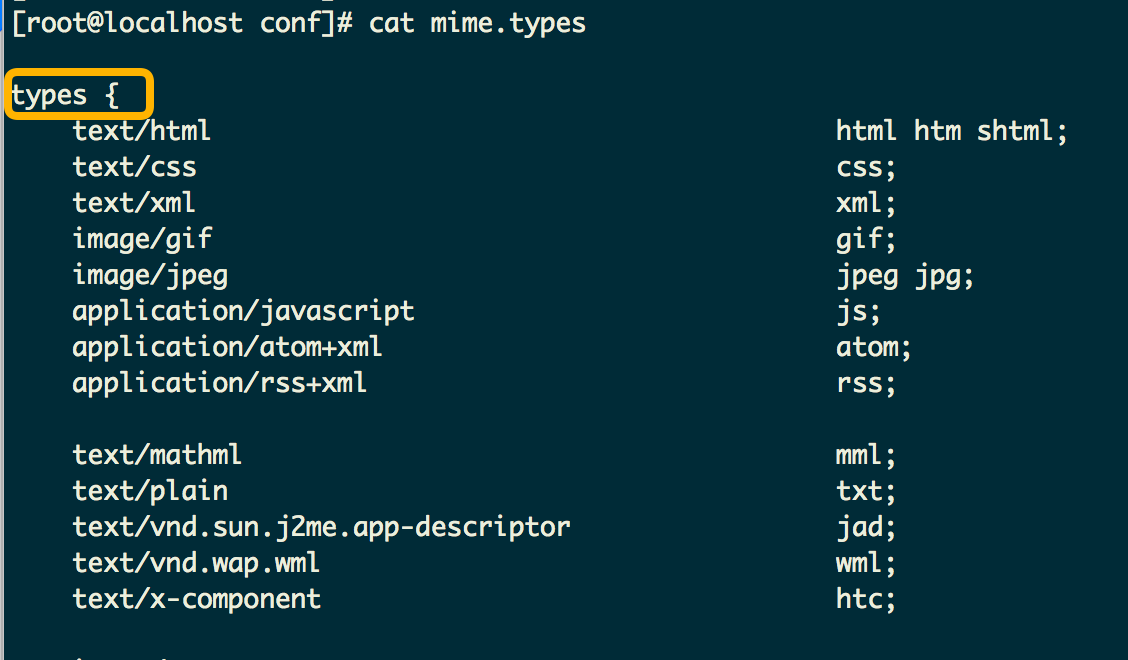 [root@localhost conf]# cat mime.types
types {
text/html html htm shtml;
text/css css;
text/xml xml;
image/gif gif;
image/jpeg jpeg jpg;
application/javascript js;
application/atom+xml atom;
application/rss+xml rss;
text/mathml mml;
text/plain txt;
text/vnd.sun.j2me.app-descriptor jad;
text/vnd.wap.wml wml;
text/x-component htc;